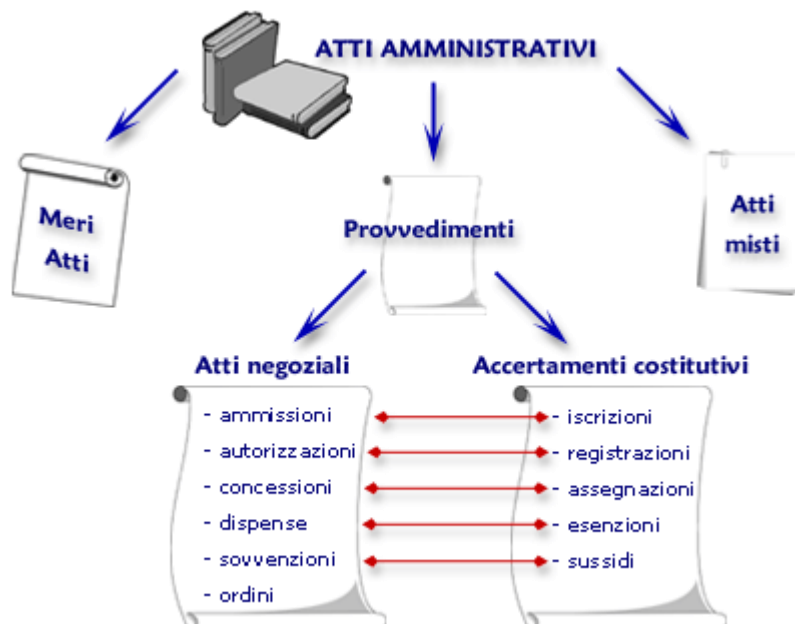 ATTI AMMINISTRATIVI
Meri
Atti
Provvedimenti
Atti
misti
Atti negoziali
- ammissioni
- autorizzazioni
- concessioni
- dispense
- sovvenzioni
- ordini
Accertamenti costitutivi
- iscrizioni
- registrazioni
- assegnazioni
- esenzioni
- sussidi